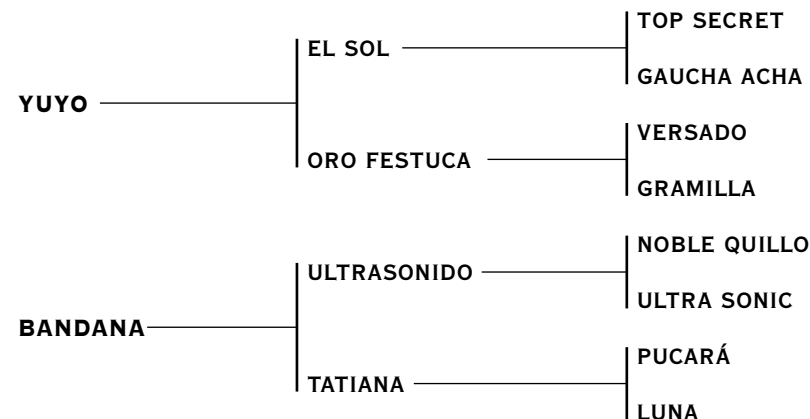 TOP SECRET
EL SOL
GAUCHA ACHA
YUYO
VERSADO
ORO FESTUCA
GRAMILLA
NOBLE QUILLO
ULTRASONIDO
ULTRA SONIC
BANDANA
PUCARÁ
TATIANA
LUNA